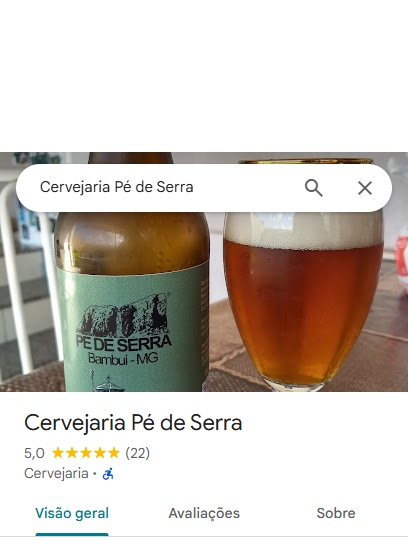 Cervejaria Pé de Serra
PÉ DE SERRA
Bambuí - MG
Cervejaria Pé de Serra
5,0 (22)
Cervejaria ·
Visão geral Avaliações Sobre